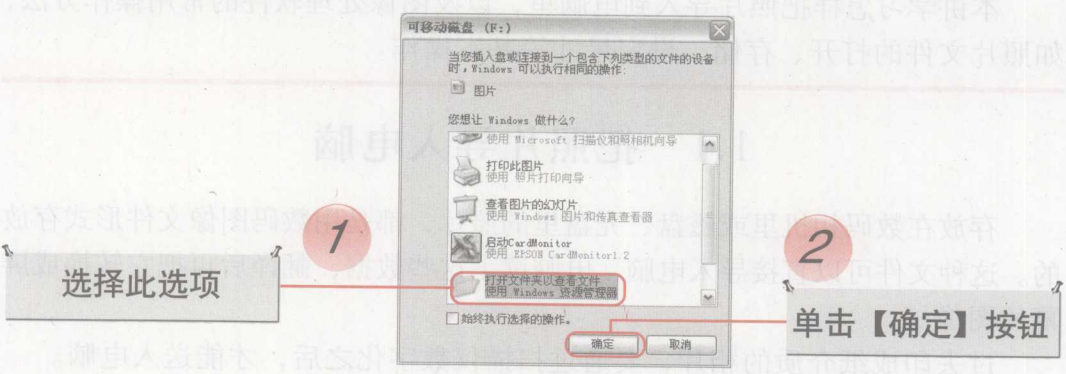 可移动磁盘 (F:)
当您插入盘或连接到一个包含下列类型的文件的设备
时，Windows 可以执行相同的操作:
图片
您想让 Windows 做什么?
使用 Microsoft 扫描仪和照相机向导
打印此图片
使用 照片打印向导
查看图片的幻灯片
使用 Windows 图片和传真查看器
启动CardMonitor
使用 EPSON CardMonitor1.2
打开文件夹以查看文件
使用 Windows 资源管理器
始终执行选择的操作。
确定
取消
1
选择此选项
2
单击【确定】按钮